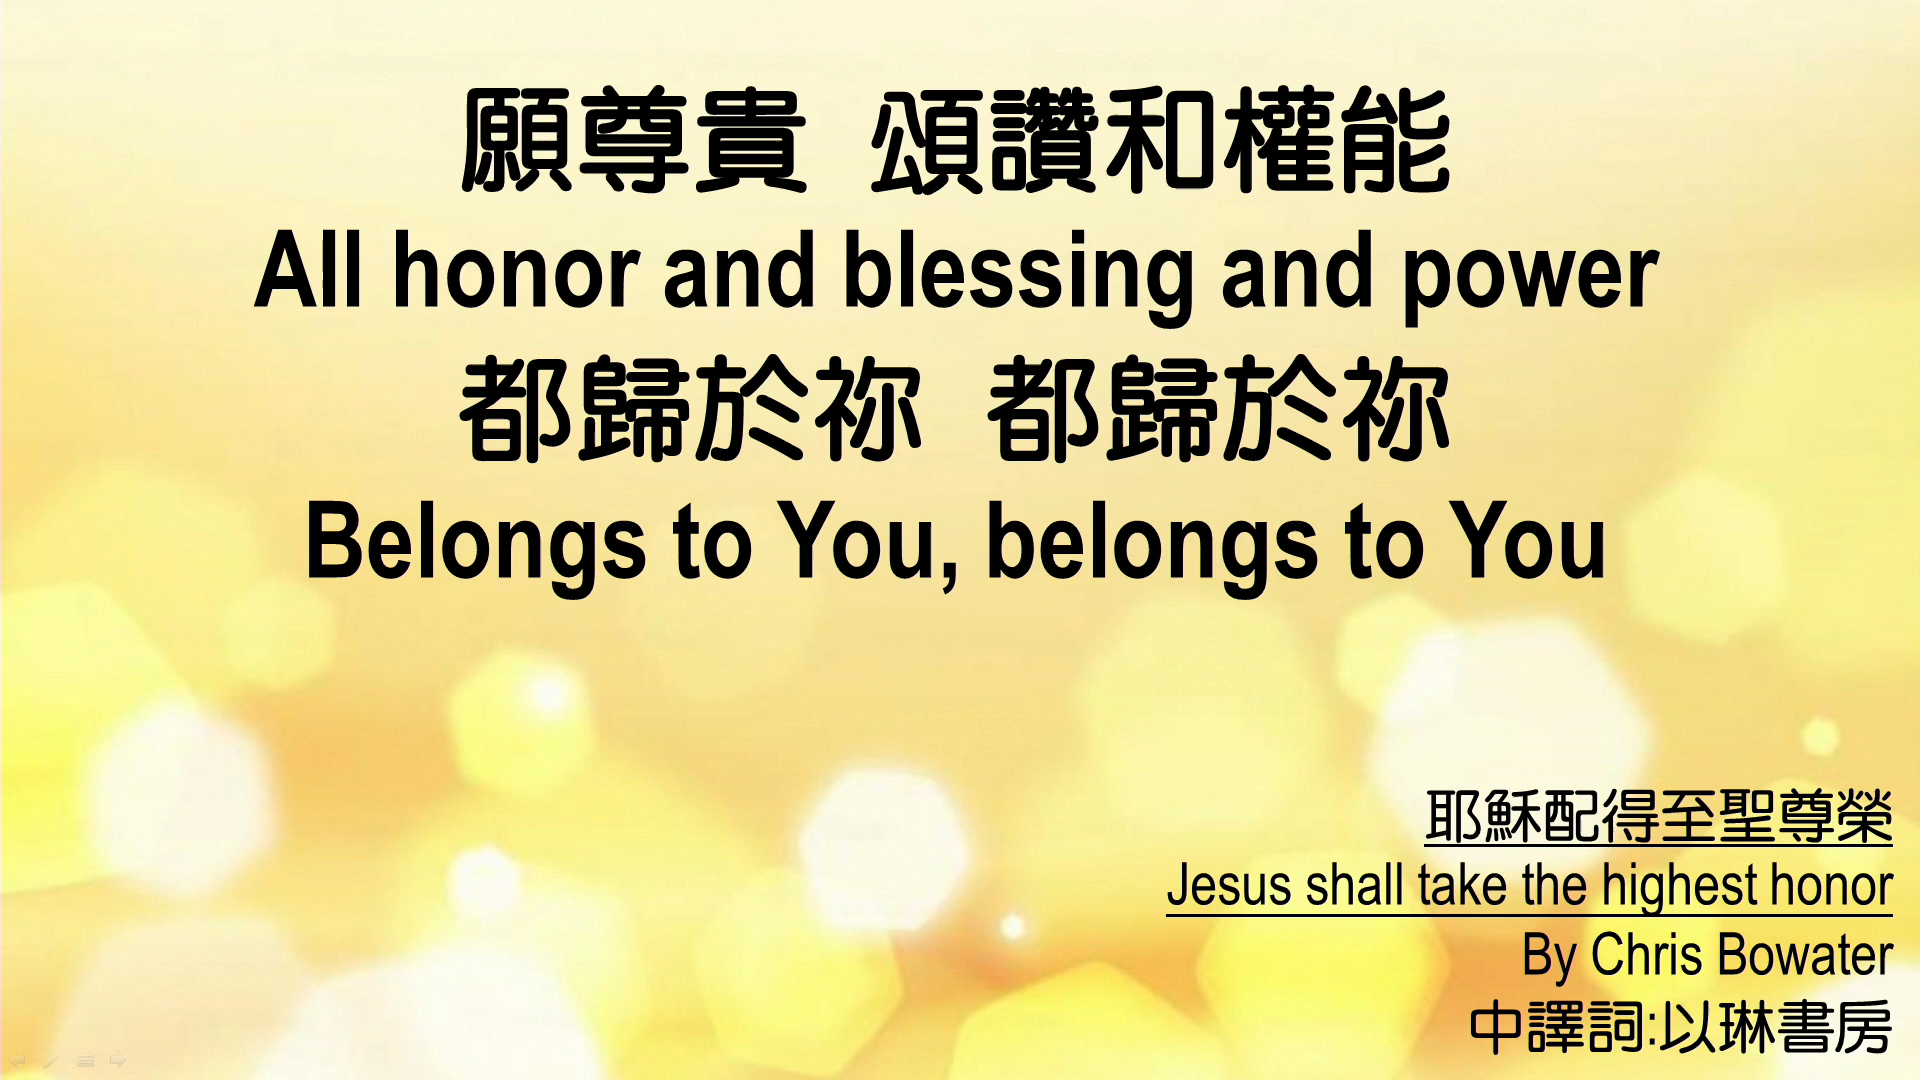 願尊貴 頌讚和權能
All honor and blessing and power
都歸於祢 都歸於祢
Belongs to You, belongs to You
耶穌配得至聖尊榮
Jesus shall take the highest honor
By Chris Bowater
中譯詞:以琳書房